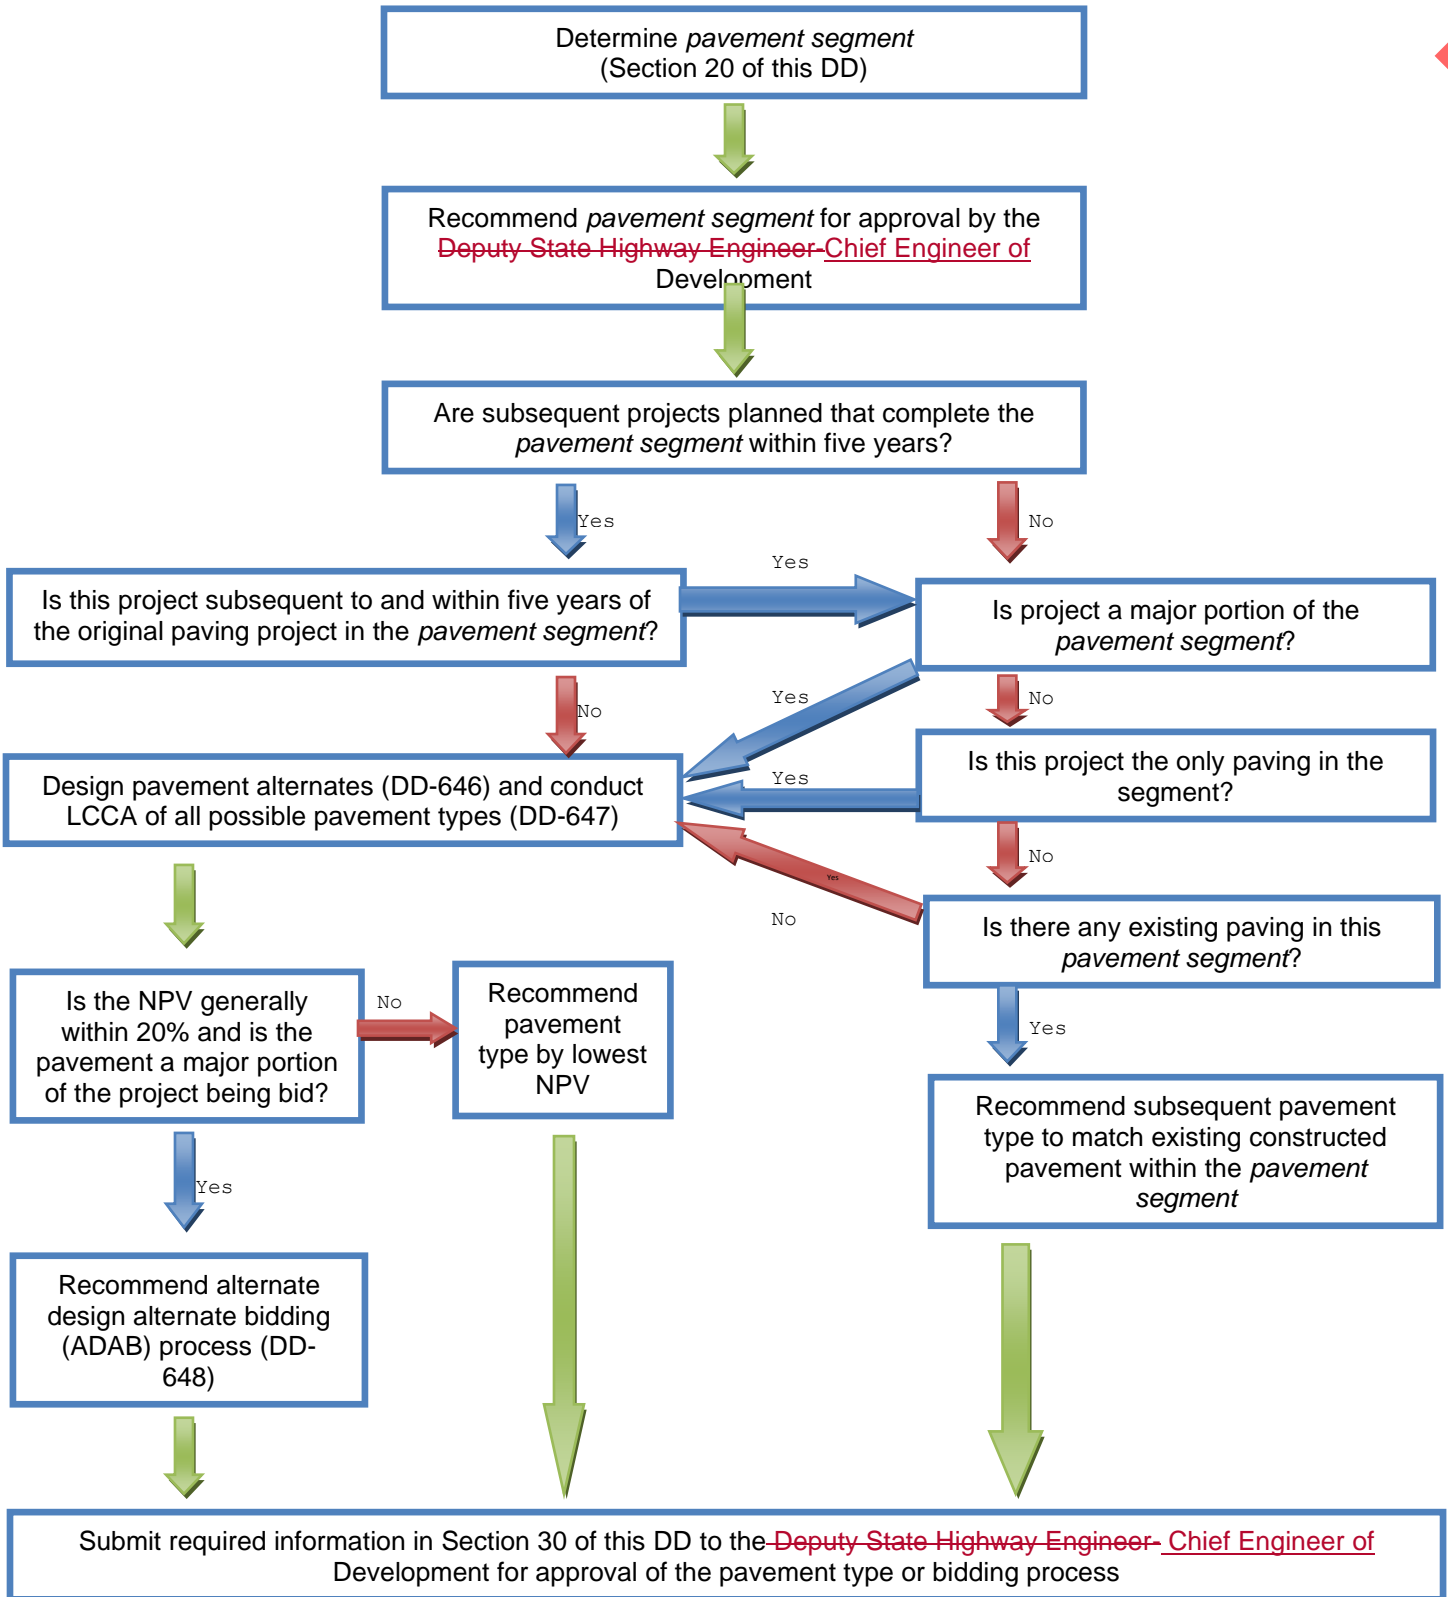 Determine pavement segment
(Section 20 of this DD)
Recommend pavement segment for approval by the
Deputy State Highway Engineer-Chief Engineer of
Development
Are subsequent projects planned that complete the
pavement segment within five years?
Yes
No
Is this project subsequent to and within five years of
the original paving project in the pavement segment?
Yes
Is project a major portion of the
pavement segment?
No
Yes
No
Design pavement alternates (DD-646) and conduct
LCCA of all possible pavement types (DD-647)
Yes
Is this project the only paving in the
segment?
No
Yes
No
Is there any existing paving in this
pavement segment?
Is the NPV generally
within 20% and is the
pavement a major portion
of the project being bid?
No
Recommend
pavement
type by lowest
NPV
Yes
Recommend subsequent pavement
type to match existing constructed
pavement within the pavement
segment
Yes
Recommend alternate
design alternate bidding
(ADAB) process (DD-
648)
Submit required information in Section 30 of this DD to the Deputy State Highway Engineer- Chief Engineer of
Development for approval of the pavement type or bidding process